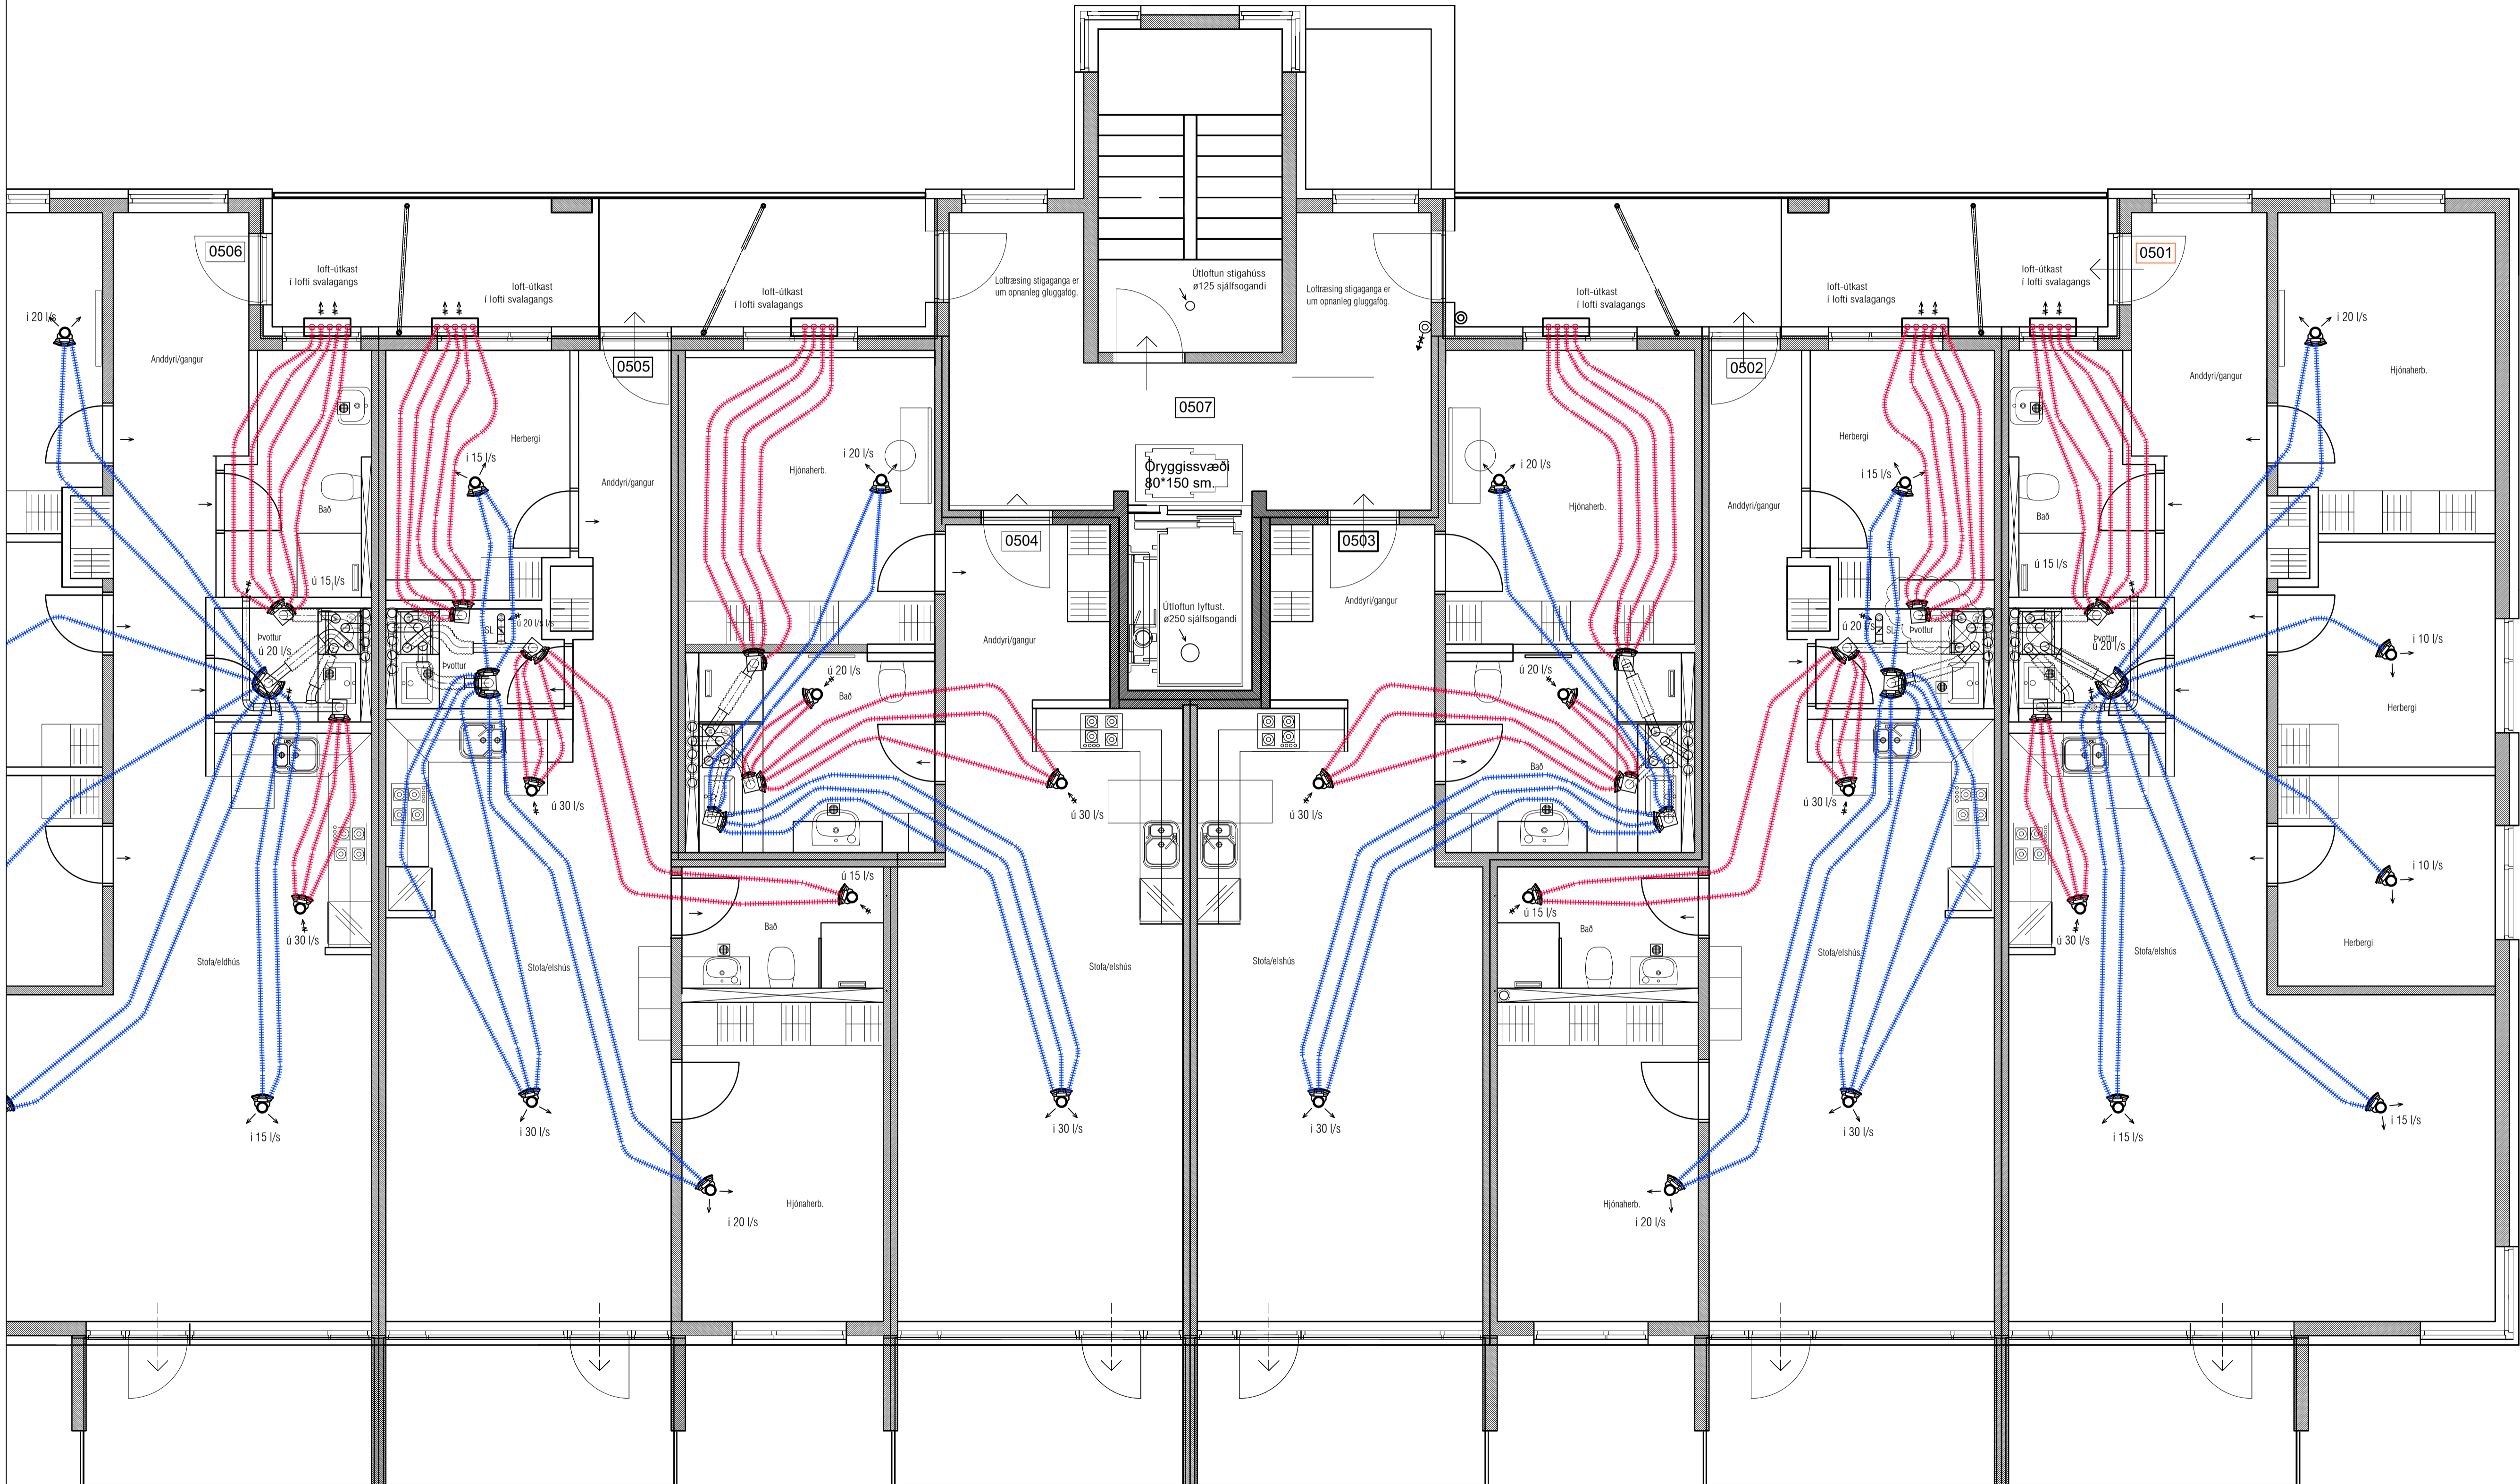 0506
loft-útkast
í lofti svalagangs
loft-útkast
í lofti svalagangs
loft-útkast
í lofti svalagangs
Loftræsing stigaganga er
um opnanleg gluggafög.
Útloftun stigahúss
ø125 sjálfsogandi
Loftræsing stigaganga er
um opnanleg gluggafög.
loft-útkast
í lofti svalagangs
loft-útkast
í lofti svalagangs
loft-útkast
í lofti svalagangs
0501
i 20 l/s
Anddyri/gangur
0505
0507
0502
Anddyri/gangur
i 20 l/s
Hjónaherb.
Herbergi
i 15 l/s
Anddyri/gangur
Hjónaherb.
i 20 l/s
Öryggissvæði
80*150 sm.
i 20 l/s
Hjónaherb.
Anddyri/gangur
Herbergi
i 15 l/s
Bað
Bað
0504
0503
ú 15 l/s
ú 15 l/s
Anddyri/gangur
Útloftun lyftust.
ø250 sjálfsogandi
Anddyri/gangur
Þvottur
ú 20 l/s
SL
ú 20 l/s
Þvottur
ú 20 l/s
Bað
ú 20 l/s
Bað
ú 20 l/s
SL
Þvottur
Þvottur
ú 20 l/s
i 10 l/s
Herbergi
ú 30 l/s
ú 30 l/s
ú 30 l/s
ú 30 l/s
ú 15 l/s
ú 15 l/s
i 10 l/s
ú 30 l/s
ú 30 l/s
Bað
Bað
Herbergi
Stofa/eldhús
Stofa/elshús
Stofa/elshús
Stofa/elshús
Stofa/elshús
Stofa/elshús
i 15 l/s
i 30 l/s
i 30 l/s
i 30 l/s
i 30 l/s
i 15 l/s
i 15 l/s
Hjónaherb.
i 20 l/s
Hjónaherb.
i 20 l/s